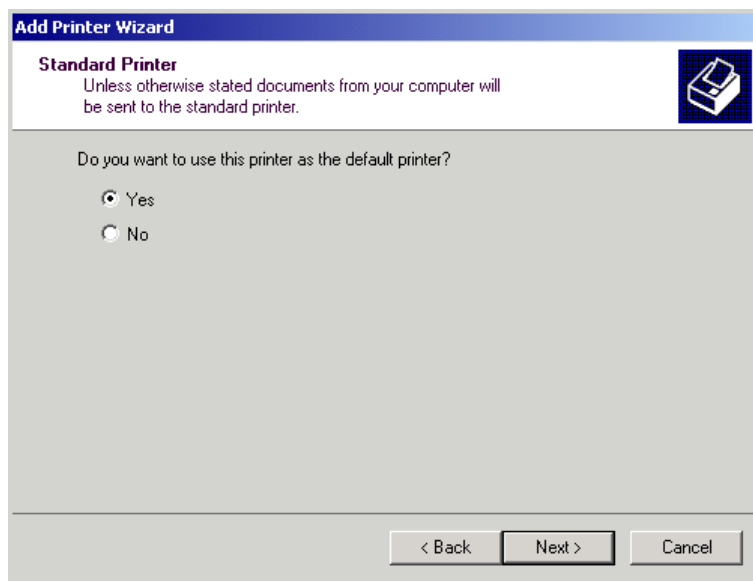 Add Printer Wizard
Standard Printer
Unless otherwise stated documents from your computer will
be sent to the standard printer.
Do you want to use this printer as the default printer?
Yes
No
< Back
Next >
Cancel